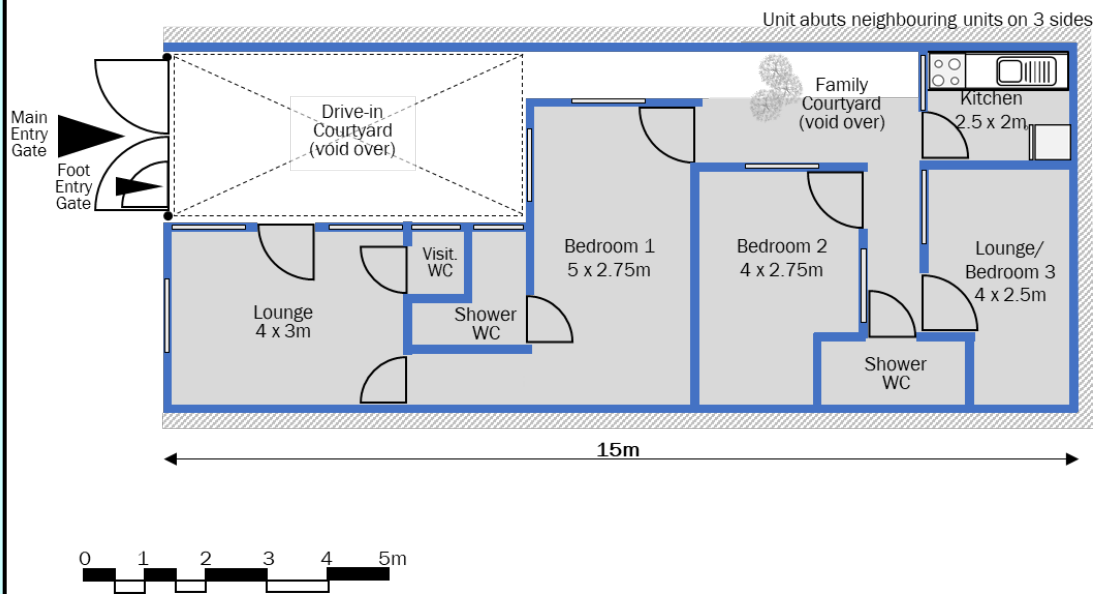 Unit abuts neighbouring units on 3 sides
Main
Entry
Gate
Foot
Entry
Gate
Drive-in
Courtyard
(void over)
Family
Courtyard
(void over)
Kitchen
2.5 x 2m
Visit.
WC
Lounge
4 x 3m
Shower
WC
Bedroom 1
5 x 2.75m
Bedroom 2
4 x 2.75m
Lounge/
Bedroom 3
4 x 2.5m
Shower
WC
15m
0 1 2 3 4 5m